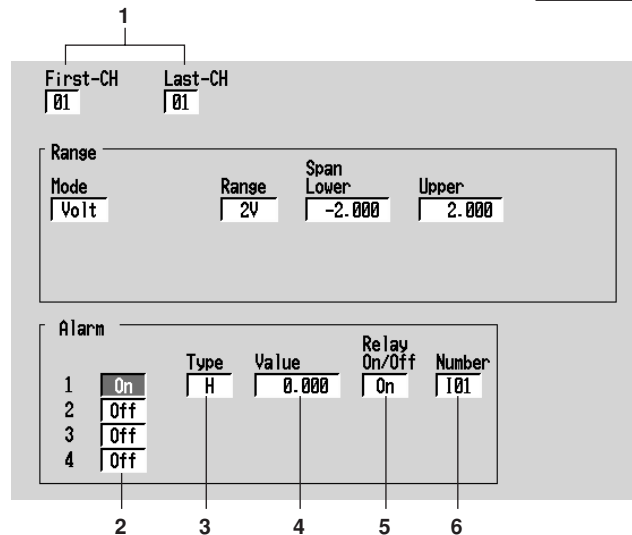 1
First-CH Last-CH
01 01
Range
Span
Mode Range Lower Upper
Volt 2V -2.000 2.000
Alarm
Relay
Type Value On/Off Number
1 On H 0.000 On I01
2 Off
3 Off
4 Off
2 3 4 5 6